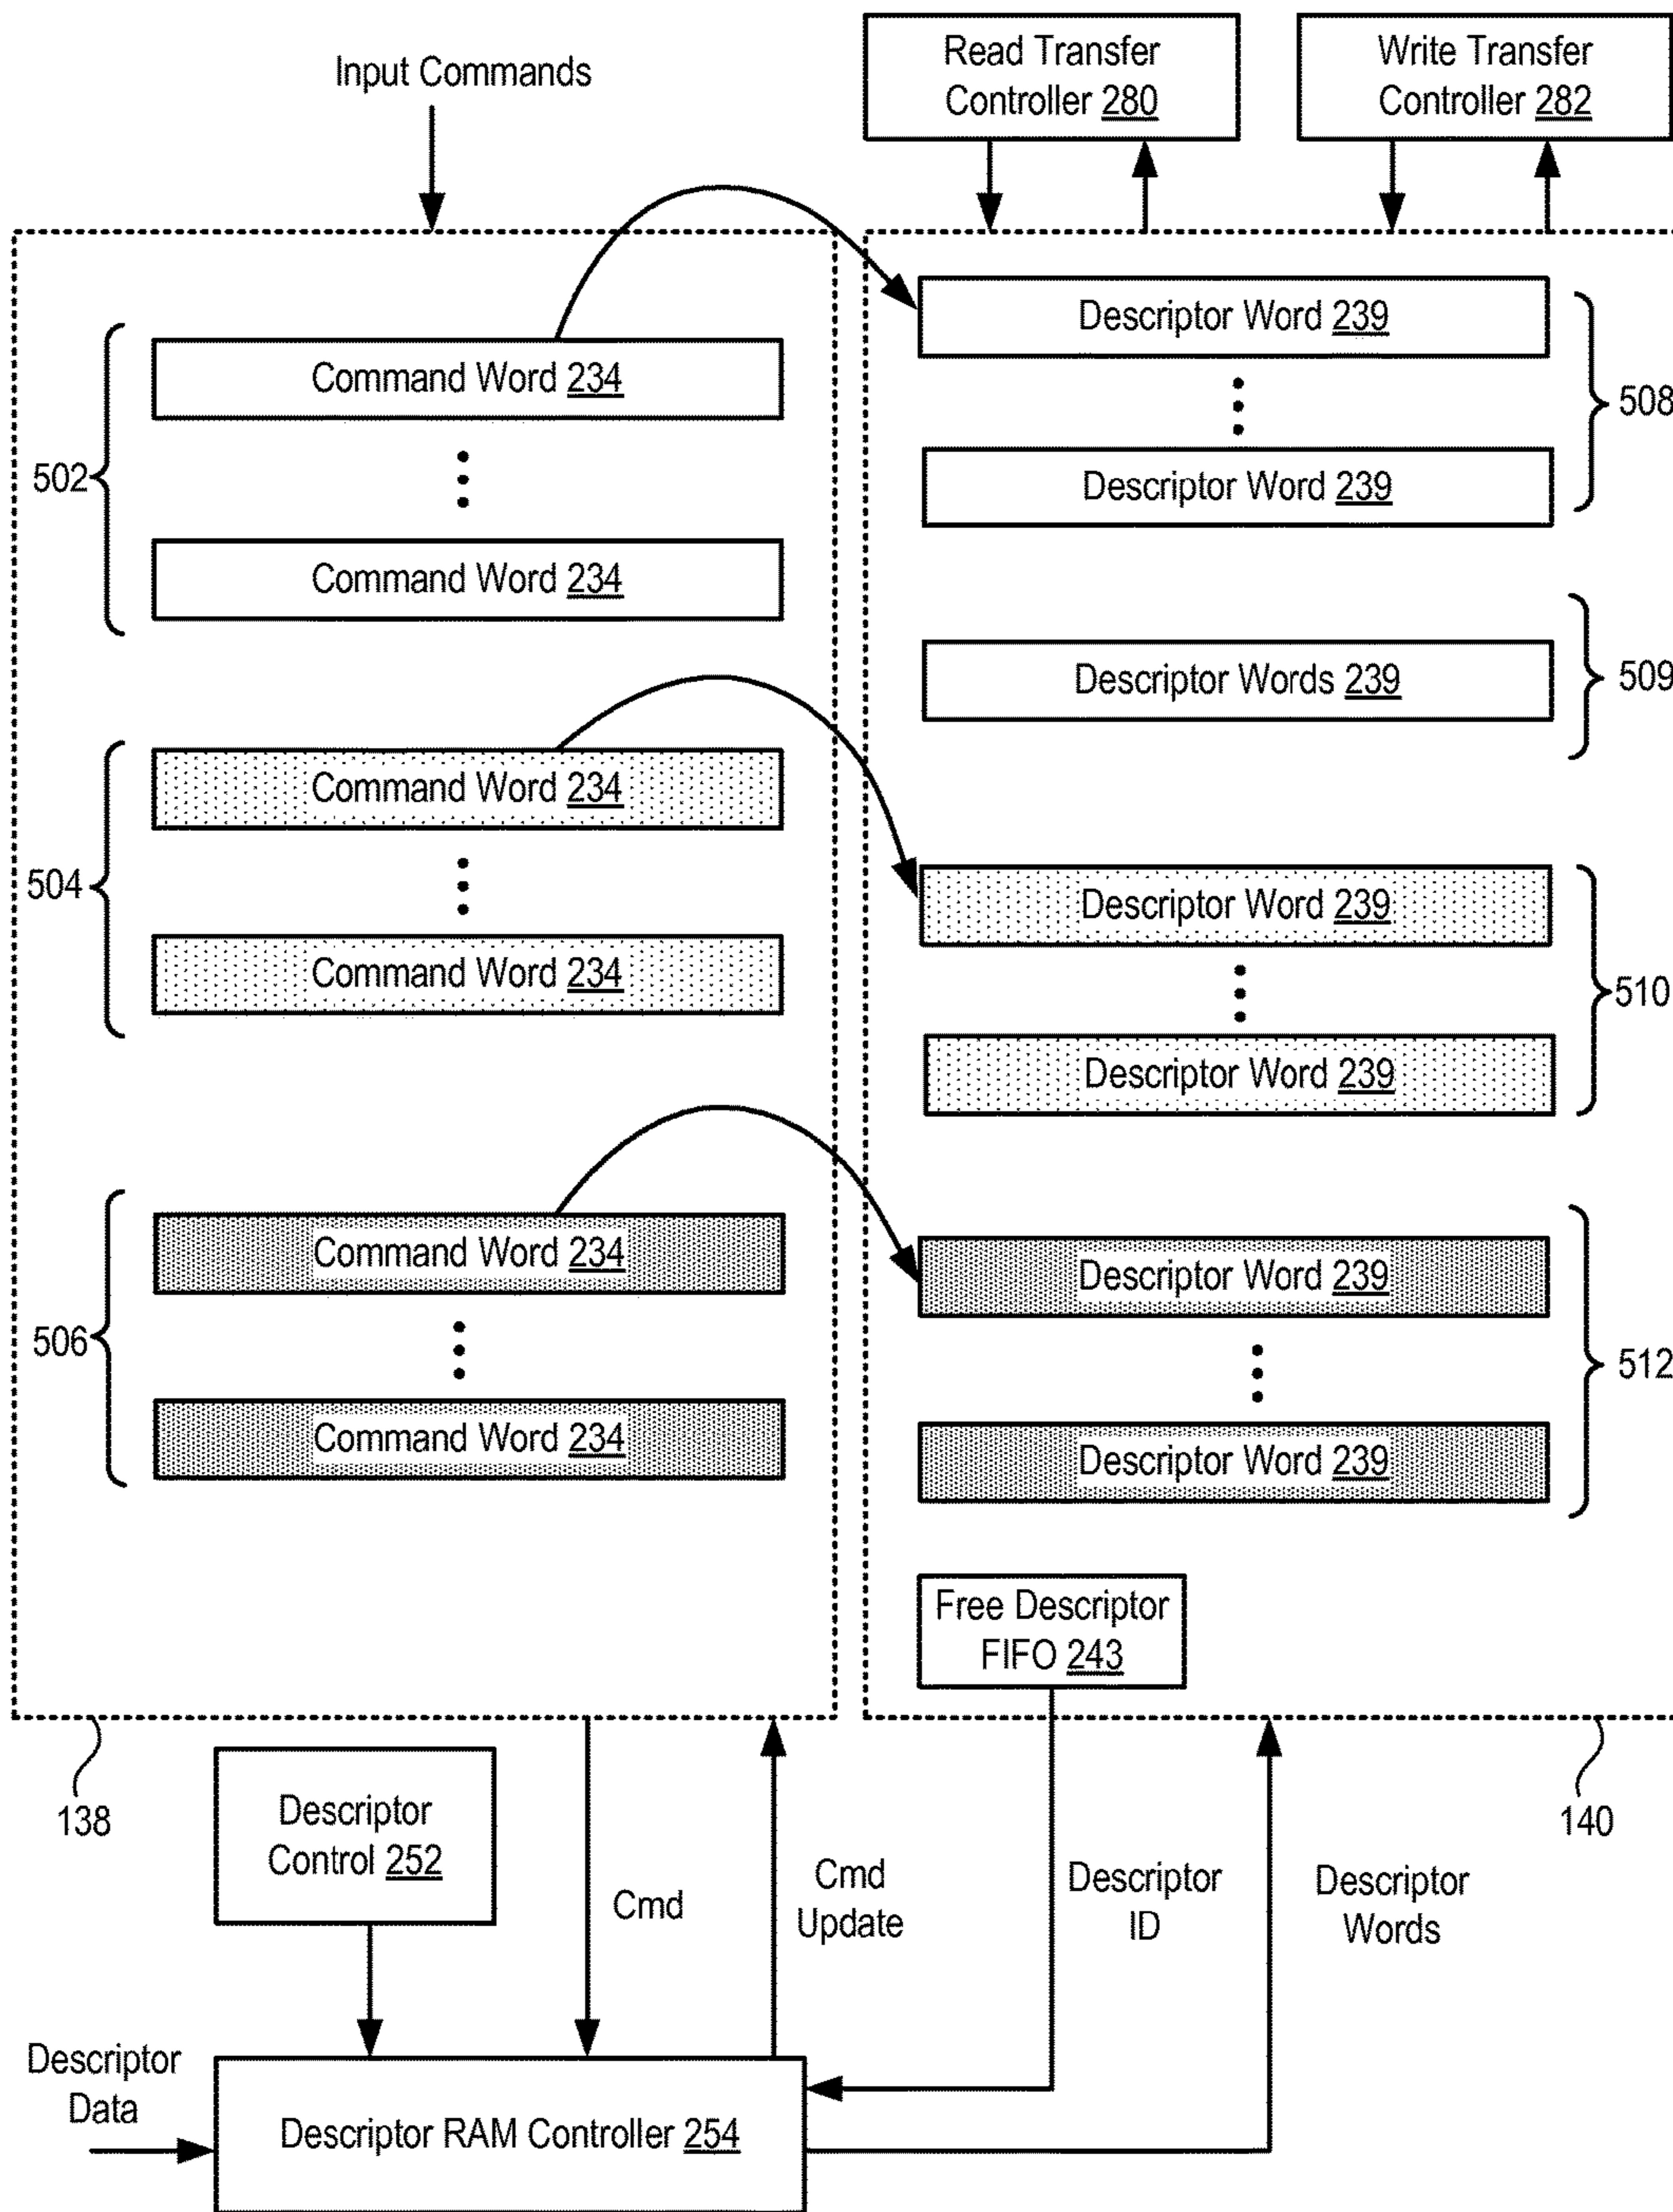 Input Commands
Read Transfer
Controller 280
Write Transfer
Controller 282
Command Word 234
Command Word 234
502
Descriptor Word 239
Descriptor Word 239
508
Descriptor Words 239
509
Command Word 234
Command Word 234
504
Descriptor Word 239
Descriptor Word 239
510
Command Word 234
Command Word 234
506
Descriptor Word 239
Descriptor Word 239
512
Free Descriptor
FIFO 243
138
140
Descriptor
Control 252
Cmd
Cmd
Update
Descriptor
ID
Descriptor
Words
Descriptor
Data
Descriptor RAM Controller 254